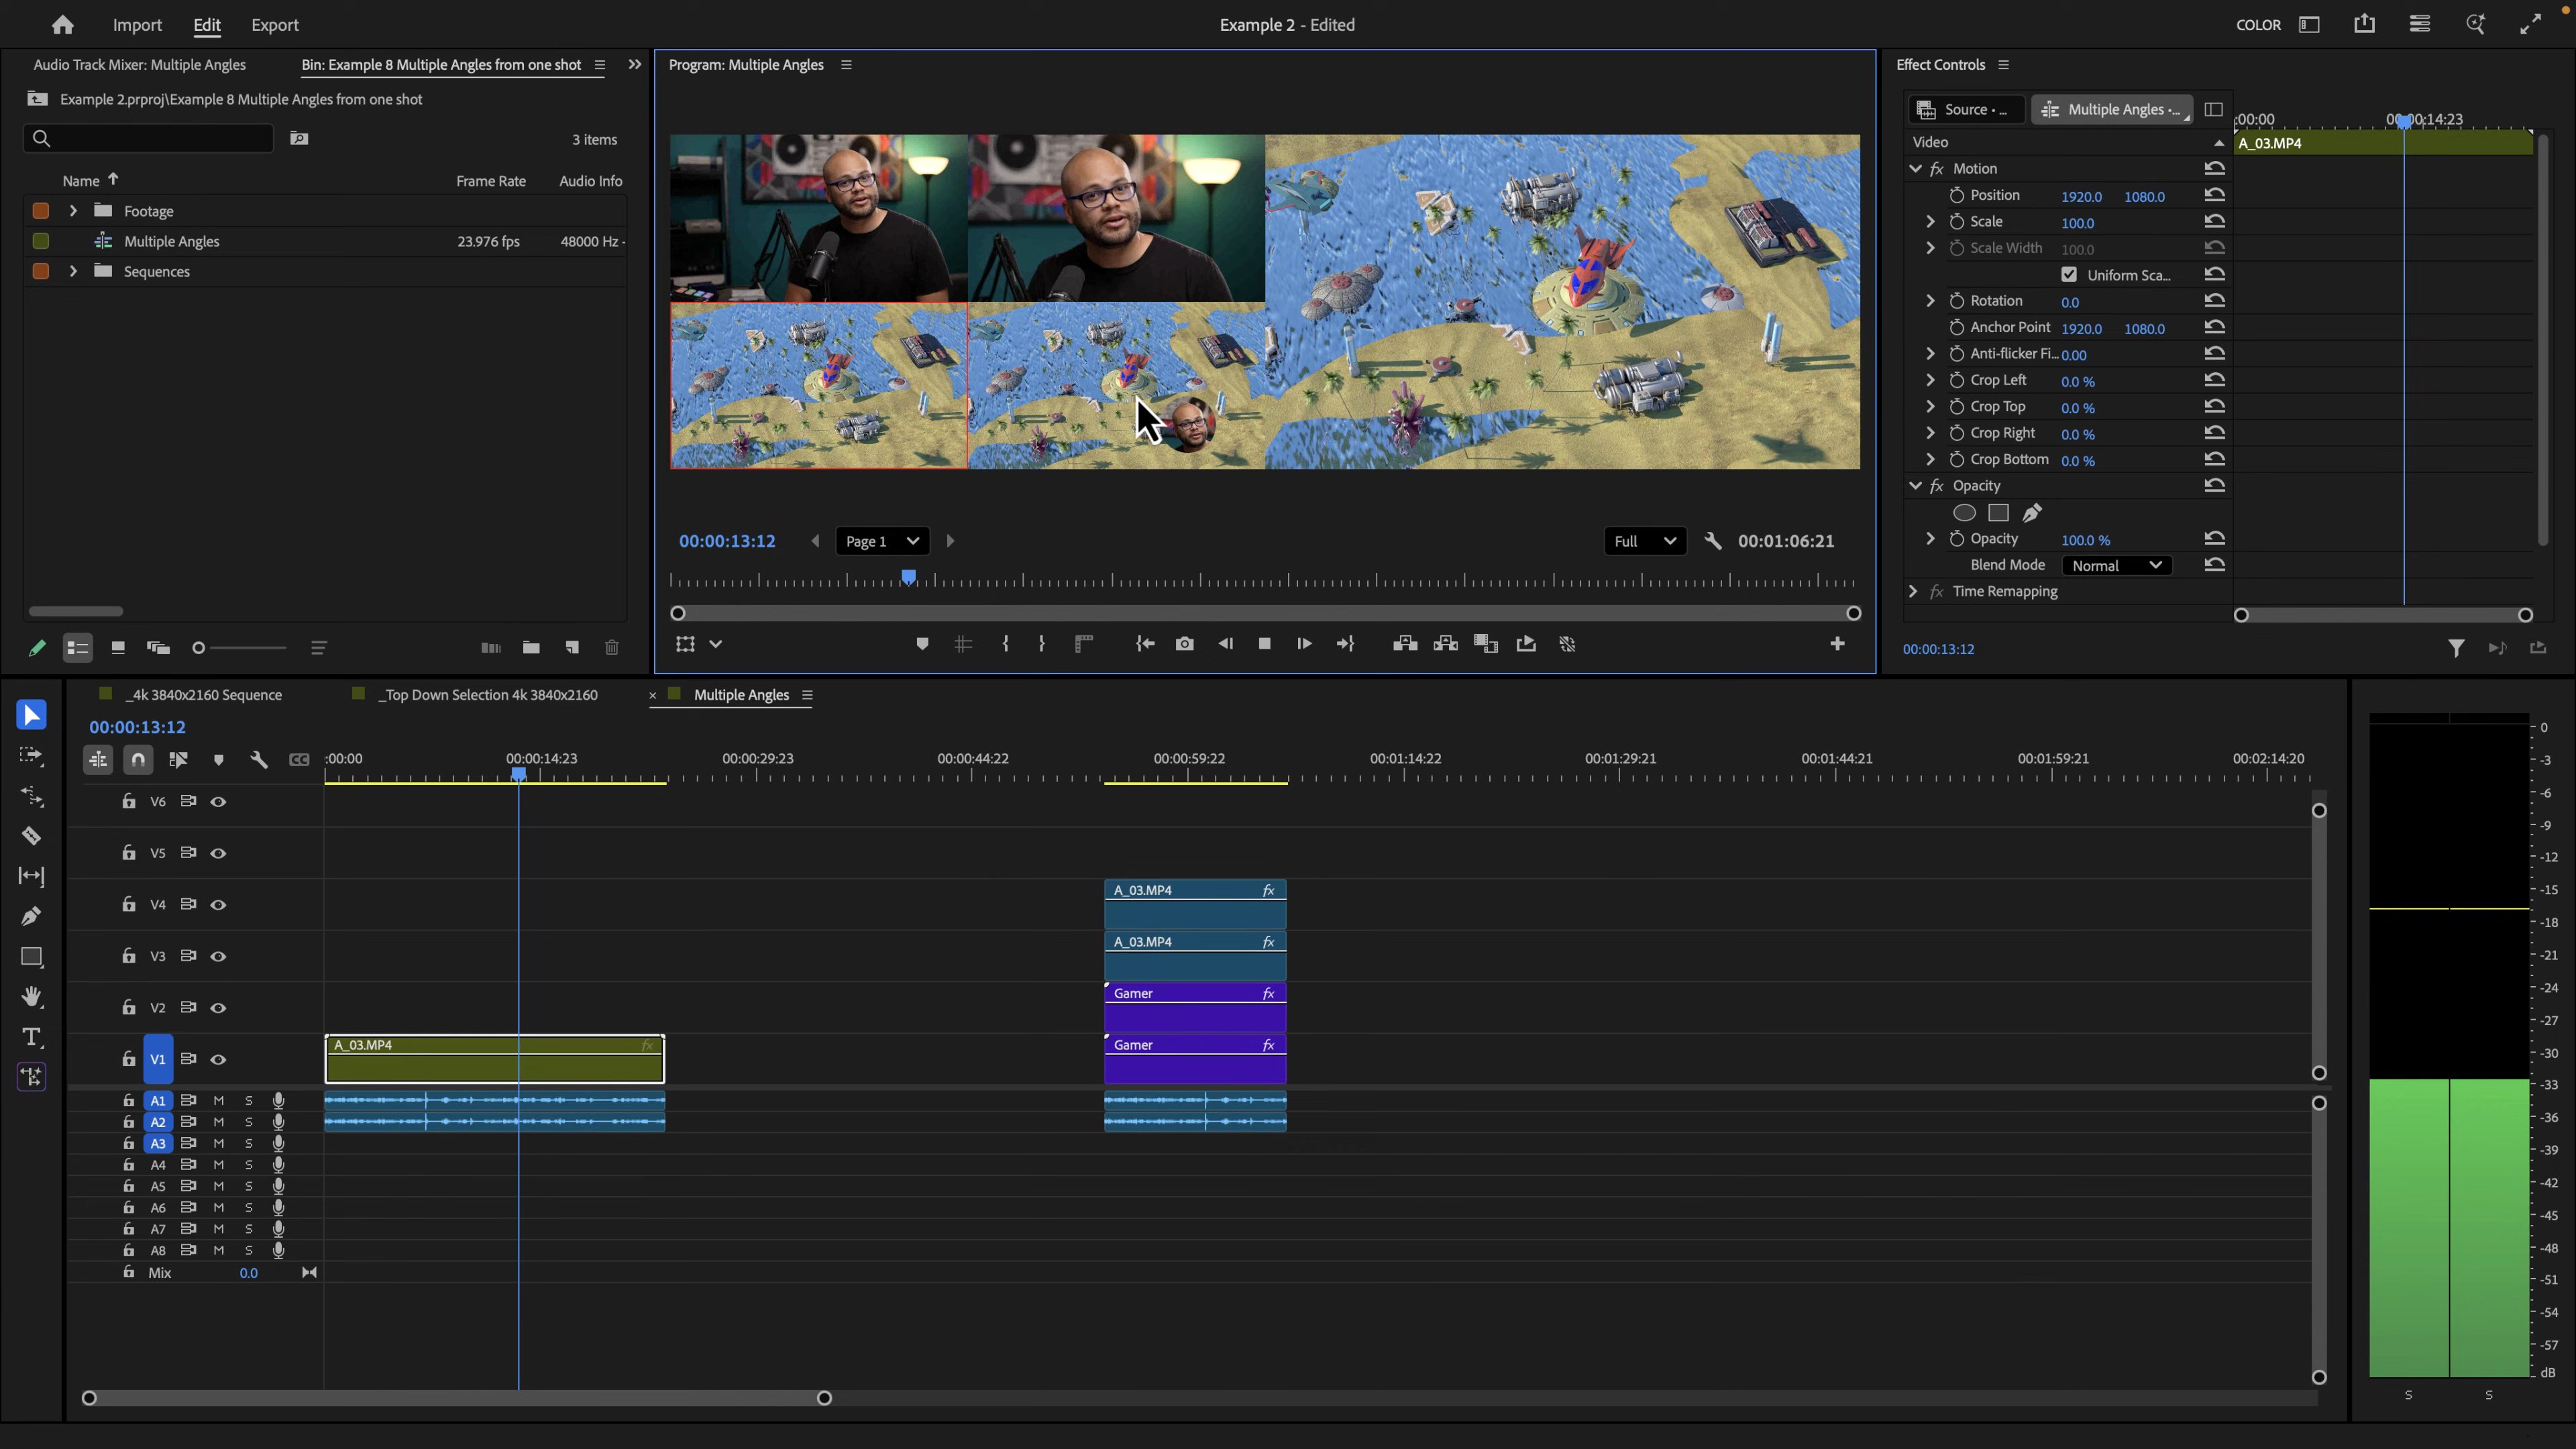 Import Edit Export
Example 2 - Edited
COLOR
Audio Track Mixer: Multiple Angles
Bin: Example 8 Multiple Angles from one shot
Example 2.prproj\Example 8 Multiple Angles from one shot
3 items
Name Frame Rate Audio Info
Footage
Multiple Angles 23.976 fps 48000 Hz -
Sequences
Program: Multiple Angles
00:00:13:12 Page 1 Full 00:01:06:21
Effect Controls
Source • ... Multiple Angles •...
:00:00 00:00:14:23
Video A_03.MP4
fx Motion
Position 1920.0 1080.0
Scale 100.0
Scale Width 100.0
Uniform Sca...
Rotation 0.0
Anchor Point 1920.0 1080.0
Anti-flicker Fi... 0.00
Crop Left 0.0 %
Crop Top 0.0 %
Crop Right 0.0 %
Crop Bottom 0.0 %
fx Opacity
Opacity 100.0 %
Blend Mode Normal
fx Time Remapping
00:00:13:12
_4k 3840x2160 Sequence
_Top Down Selection 4k 3840x2160
× Multiple Angles
00:00:13:12
CC
:00:00 00:00:14:23 00:00:29:23 00:00:44:22 00:00:59:22 00:01:14:22 00:01:29:21 00:01:44:21 00:01:59:21 00:02:14:20
V6
V5
V4 A_03.MP4 fx
V3 A_03.MP4 fx
V2 Gamer fx
V1 A_03.MP4 fx Gamer fx
A1 M S
A2 M S
A3 M S
A4 M S
A5 M S
A6 M S
A7 M S
A8 M S
Mix 0.0
0
-3
-6
-9
-12
-15
-18
-21
-24
-27
-30
-33
-36
-39
-42
-45
-48
-51
-54
-57
dB
S S